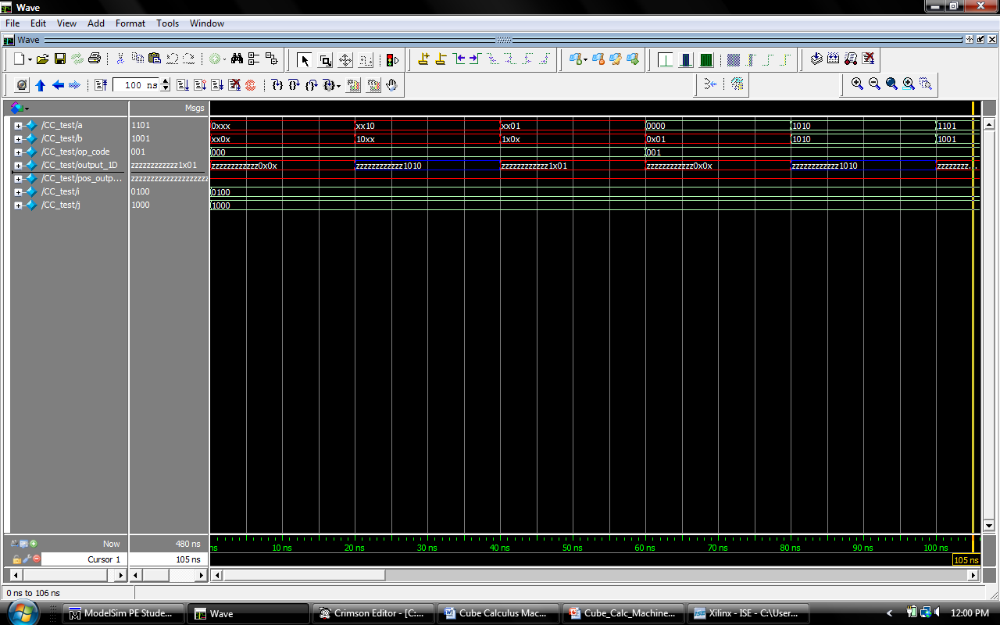 Wave
File Edit View Add Format Tools Window
Wave
100 ns
Msgs
/CC_test/a 1101 0xxx xx10 xx01 0000 1010 1101
/CC_test/b 1001 xx0x 10xx 1x0x 0x01 1010 1001
/CC_test/op_code 001 000 001
/CC_test/output_1D zzzzzzzzzzzz1x01 zzzzzzzzzzzz0x0x zzzzzzzzzzzz1010 zzzzzzzzzzzz1x01 zzzzzzzzzzzz0x0x zzzzzzzzzzzz1010 zzzzzzzz...
/CC_test/pos_outp... zzzzzzzzzzzzzzzzzzzz
/CC_test/i 0100 0100
/CC_test/j 1000 1000
Now 480 ns ns 10 ns 20 ns 30 ns 40 ns 50 ns 60 ns 70 ns 80 ns 90 ns 100 ns
Cursor 1 105 ns 105 ns
0 ns to 106 ns
ModelSim PE Stude... Wave Crimson Editor - [C:... Cube Calculus Mac... Cube_Calc_Machine... Xilinx - ISE - C:\User... 12:00 PM